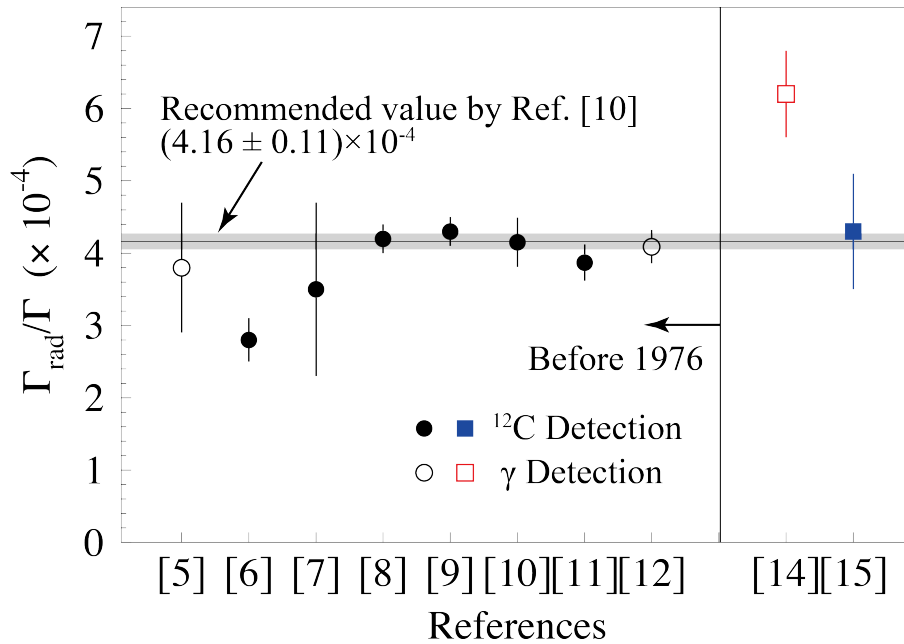 7
6
5
4
3
2
1
0
Γrad/Γ (× 10⁻⁴)
Recommended value by Ref. [10]
(4.16 ± 0.11)×10⁻⁴
Before 1976
¹²C Detection
γ Detection
[5] [6] [7] [8] [9] [10] [11] [12] [14] [15]
References